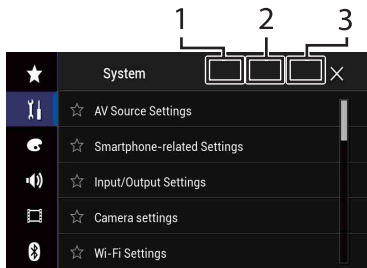 1 2 3
System
AV Source Settings
Smartphone-related Settings
Input/Output Settings
Camera settings
Wi-Fi Settings